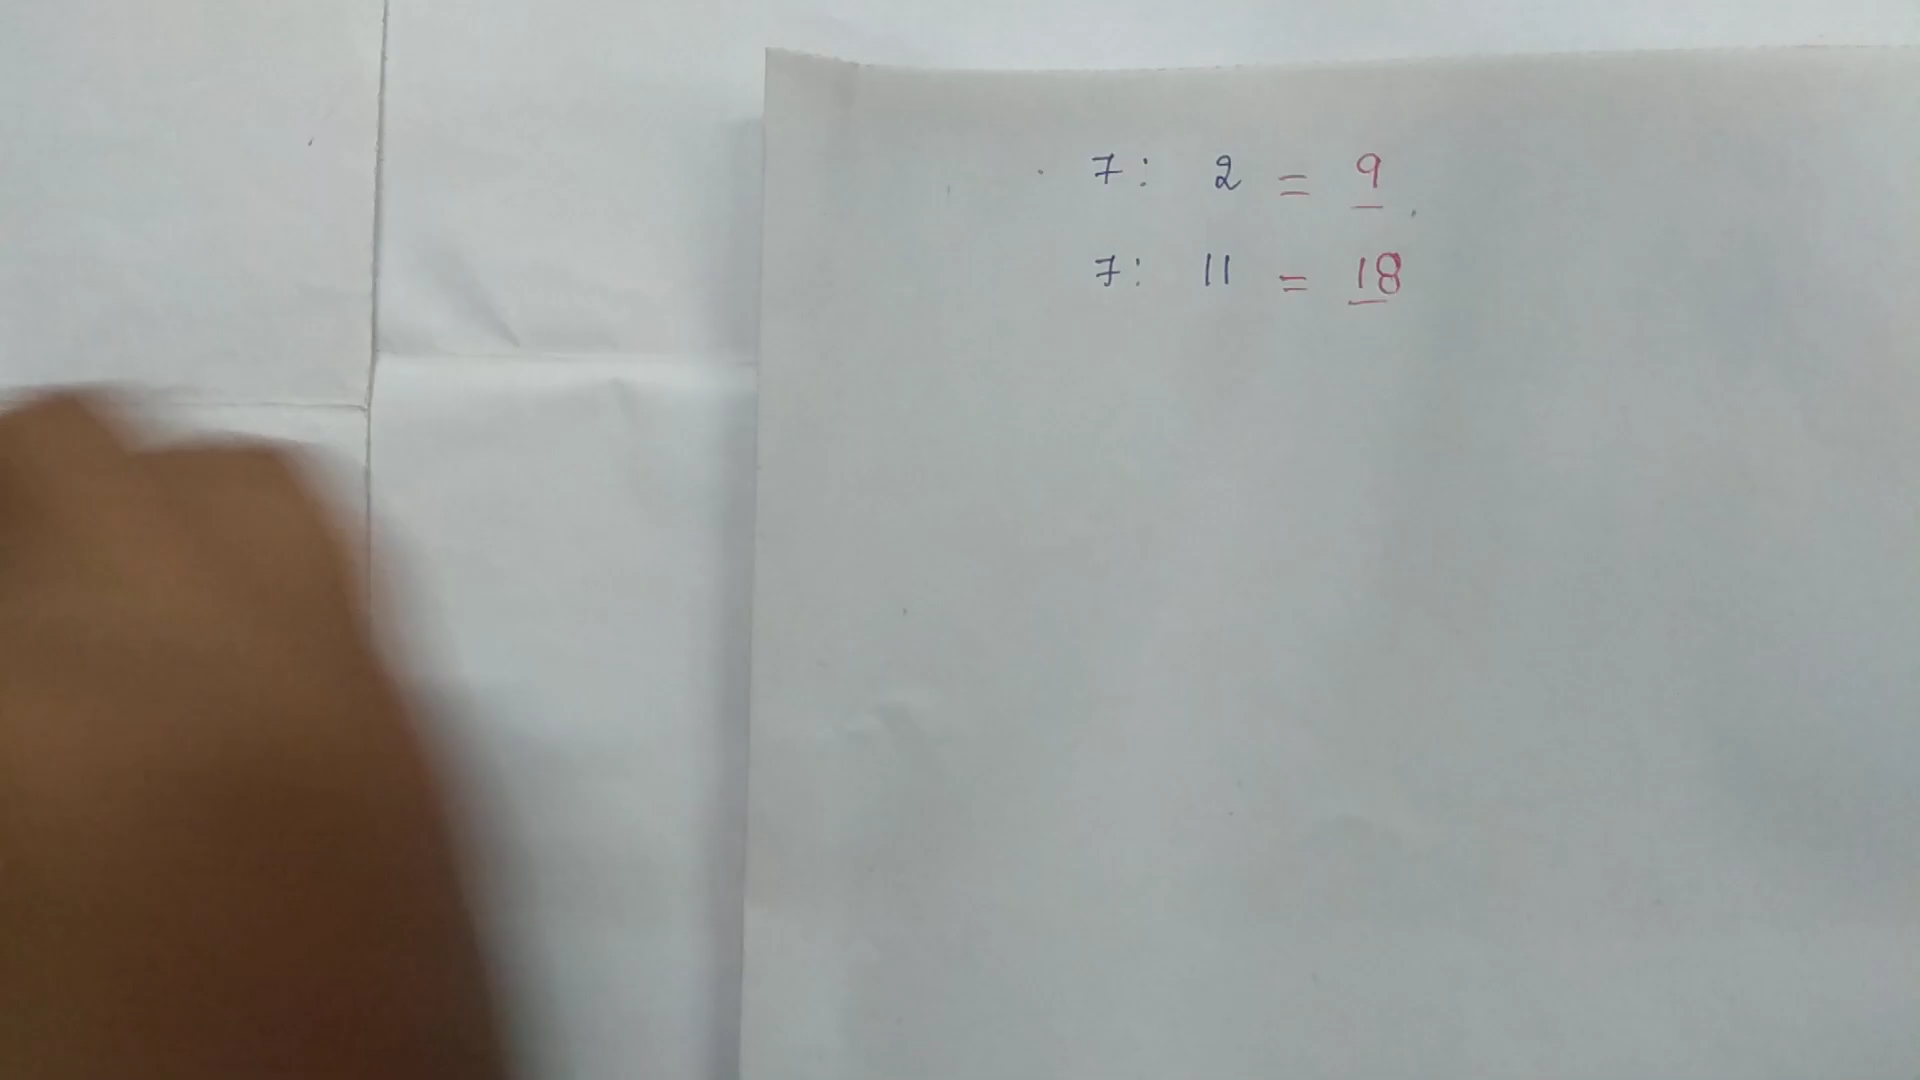 7: 2 = 9
7: 11 = 18